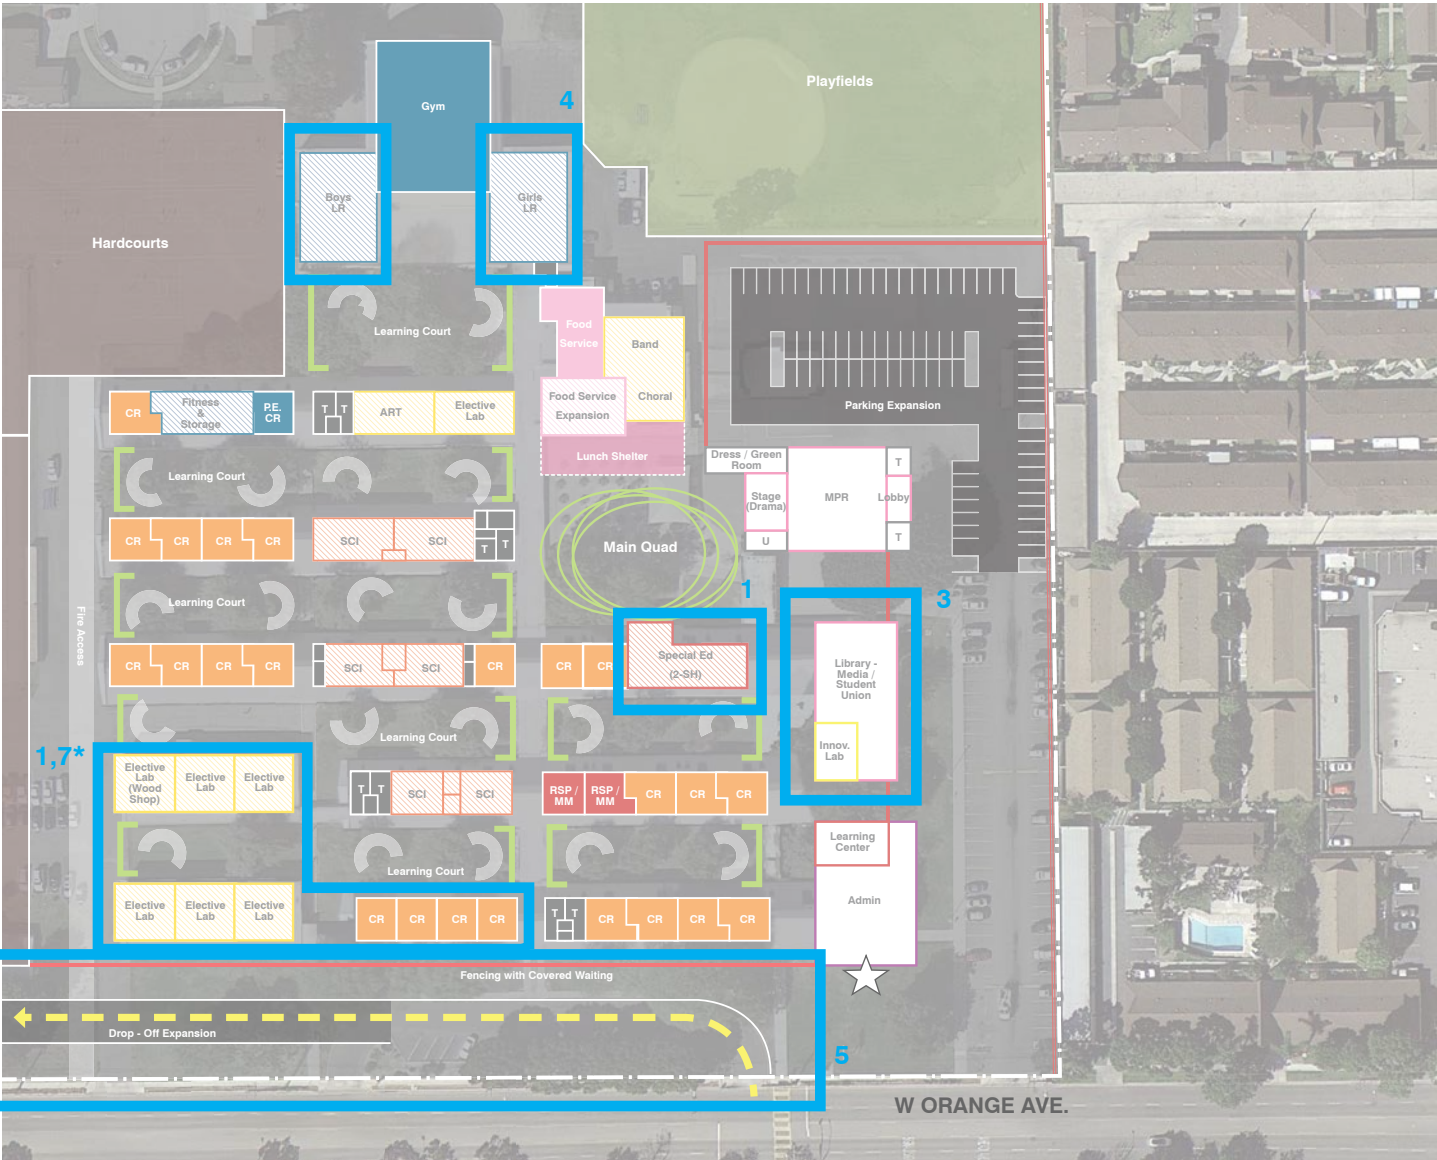 Playfields
4
Gym
Boys
LR
Girls
LR
Hardcourts
Learning Court
Food
Service
Band
Choral
Food Service
Expansion
Lunch Shelter
Parking Expansion
CR
Fitness
&
Storage
P.E.
CR
T T
ART
Elective
Lab
Learning Court
Dress / Green
Room
Stage
(Drama)
U
MPR
T
Lobby
T
CR CR CR CR
SCI SCI
T T
Main Quad
Learning Court
Fire Access
1
3
CR CR CR CR
SCI SCI CR
CR CR
Special Ed
(2-SH)
Library -
Media /
Student
Union
Innov.
Lab
Learning Court
1,7*
Elective
Lab
(Wood
Shop)
Elective
Lab
Elective
Lab
T T
SCI SCI
RSP /
MM
RSP /
MM
CR CR CR
Learning Court
Learning
Center
Admin
Elective
Lab
Elective
Lab
Elective
Lab
CR CR CR CR
T T
CR CR CR CR
Fencing with Covered Waiting
Drop - Off Expansion
5
W ORANGE AVE.